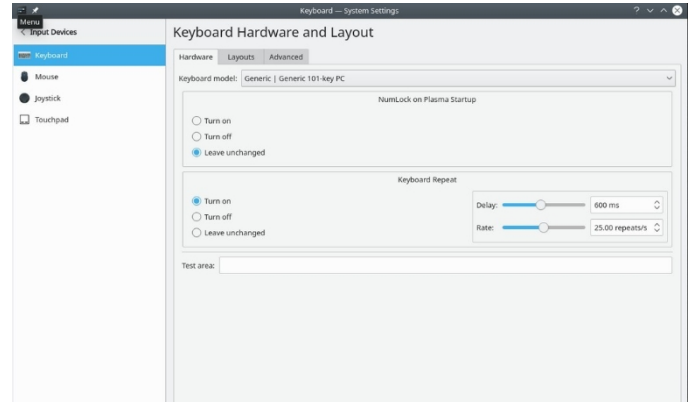 Keyboard — System Settings
Menu
Input Devices
Keyboard Hardware and Layout
Keyboard
Mouse
Joystick
Touchpad
Hardware Layouts Advanced
Keyboard model: Generic | Generic 101-key PC
NumLock on Plasma Startup
Turn on
Turn off
Leave unchanged
Keyboard Repeat
Turn on
Turn off
Leave unchanged
Delay: 600 ms
Rate: 25.00 repeats/s
Test area: